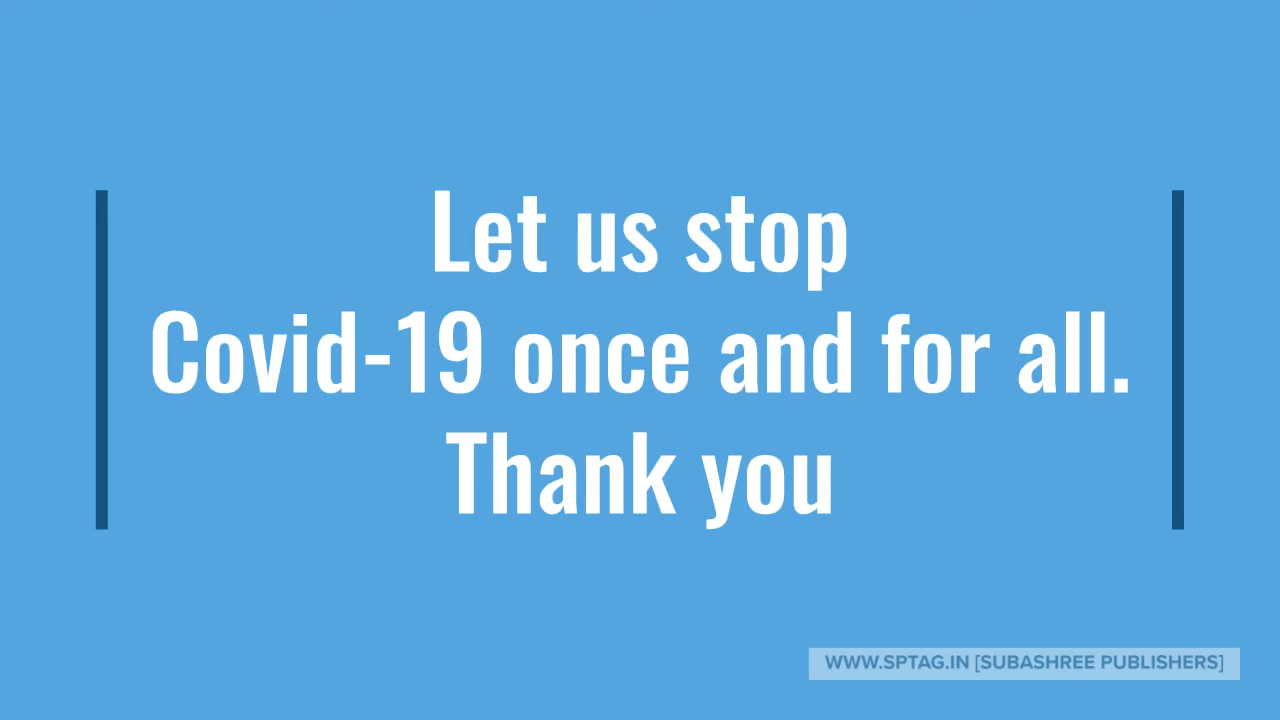 Let us stop
Covid-19 once and for all.
Thank you
WWW.SPTAG.IN [SUBASHREE PUBLISHERS]